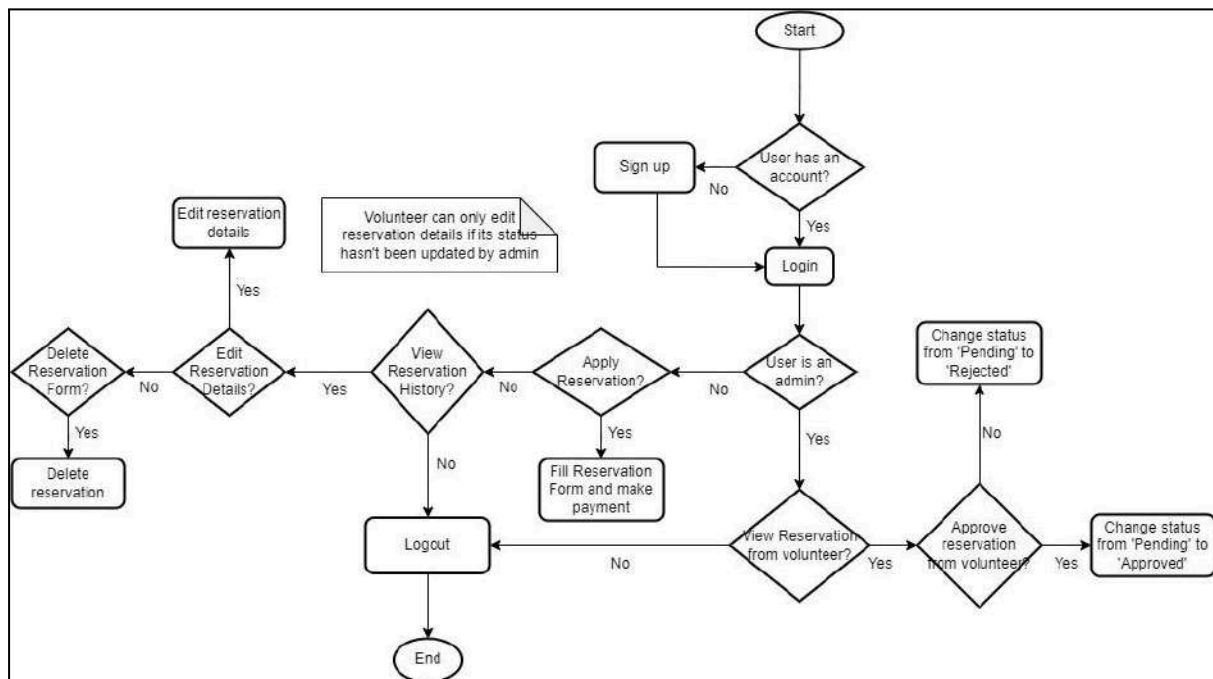 Start
User has an
account?
No
Sign up
Yes
Login
Volunteer can only edit
reservation details if its status
hasn't been updated by admin
Edit reservation
details
Yes
Delete
Reservation
Form?
No
Edit
Reservation
Details?
Yes
View
Reservation
History?
No
Apply
Reservation?
No
User is an
admin?
Change status
from 'Pending' to
'Rejected'
Yes
Delete
reservation
No
Yes
Fill Reservation
Form and make
payment
Yes
No
Logout
No
View Reservation
from volunteer?
Yes
Approve
reservation
from volunteer?
Yes
Change status
from 'Pending' to
'Approved'
End